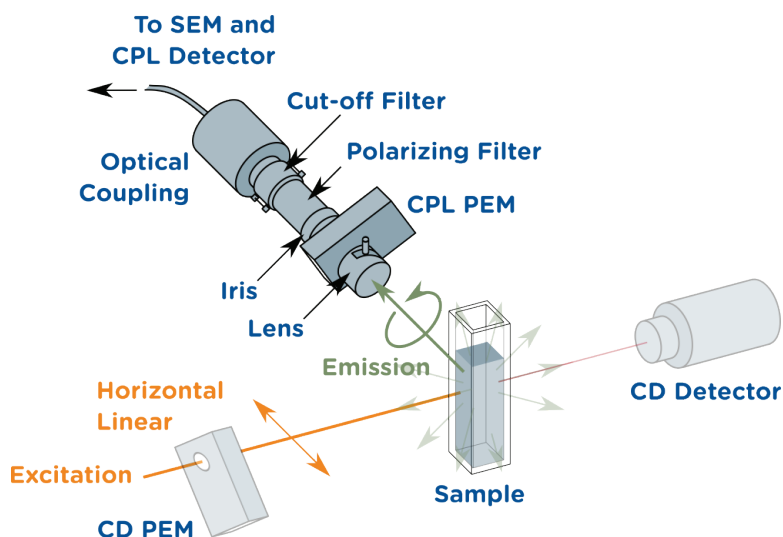 To SEM and
CPL Detector
Cut-off Filter
Optical
Coupling
Polarizing Filter
CPL PEM
Iris
Lens
Emission
Horizontal
Linear
CD Detector
Excitation
Sample
CD PEM